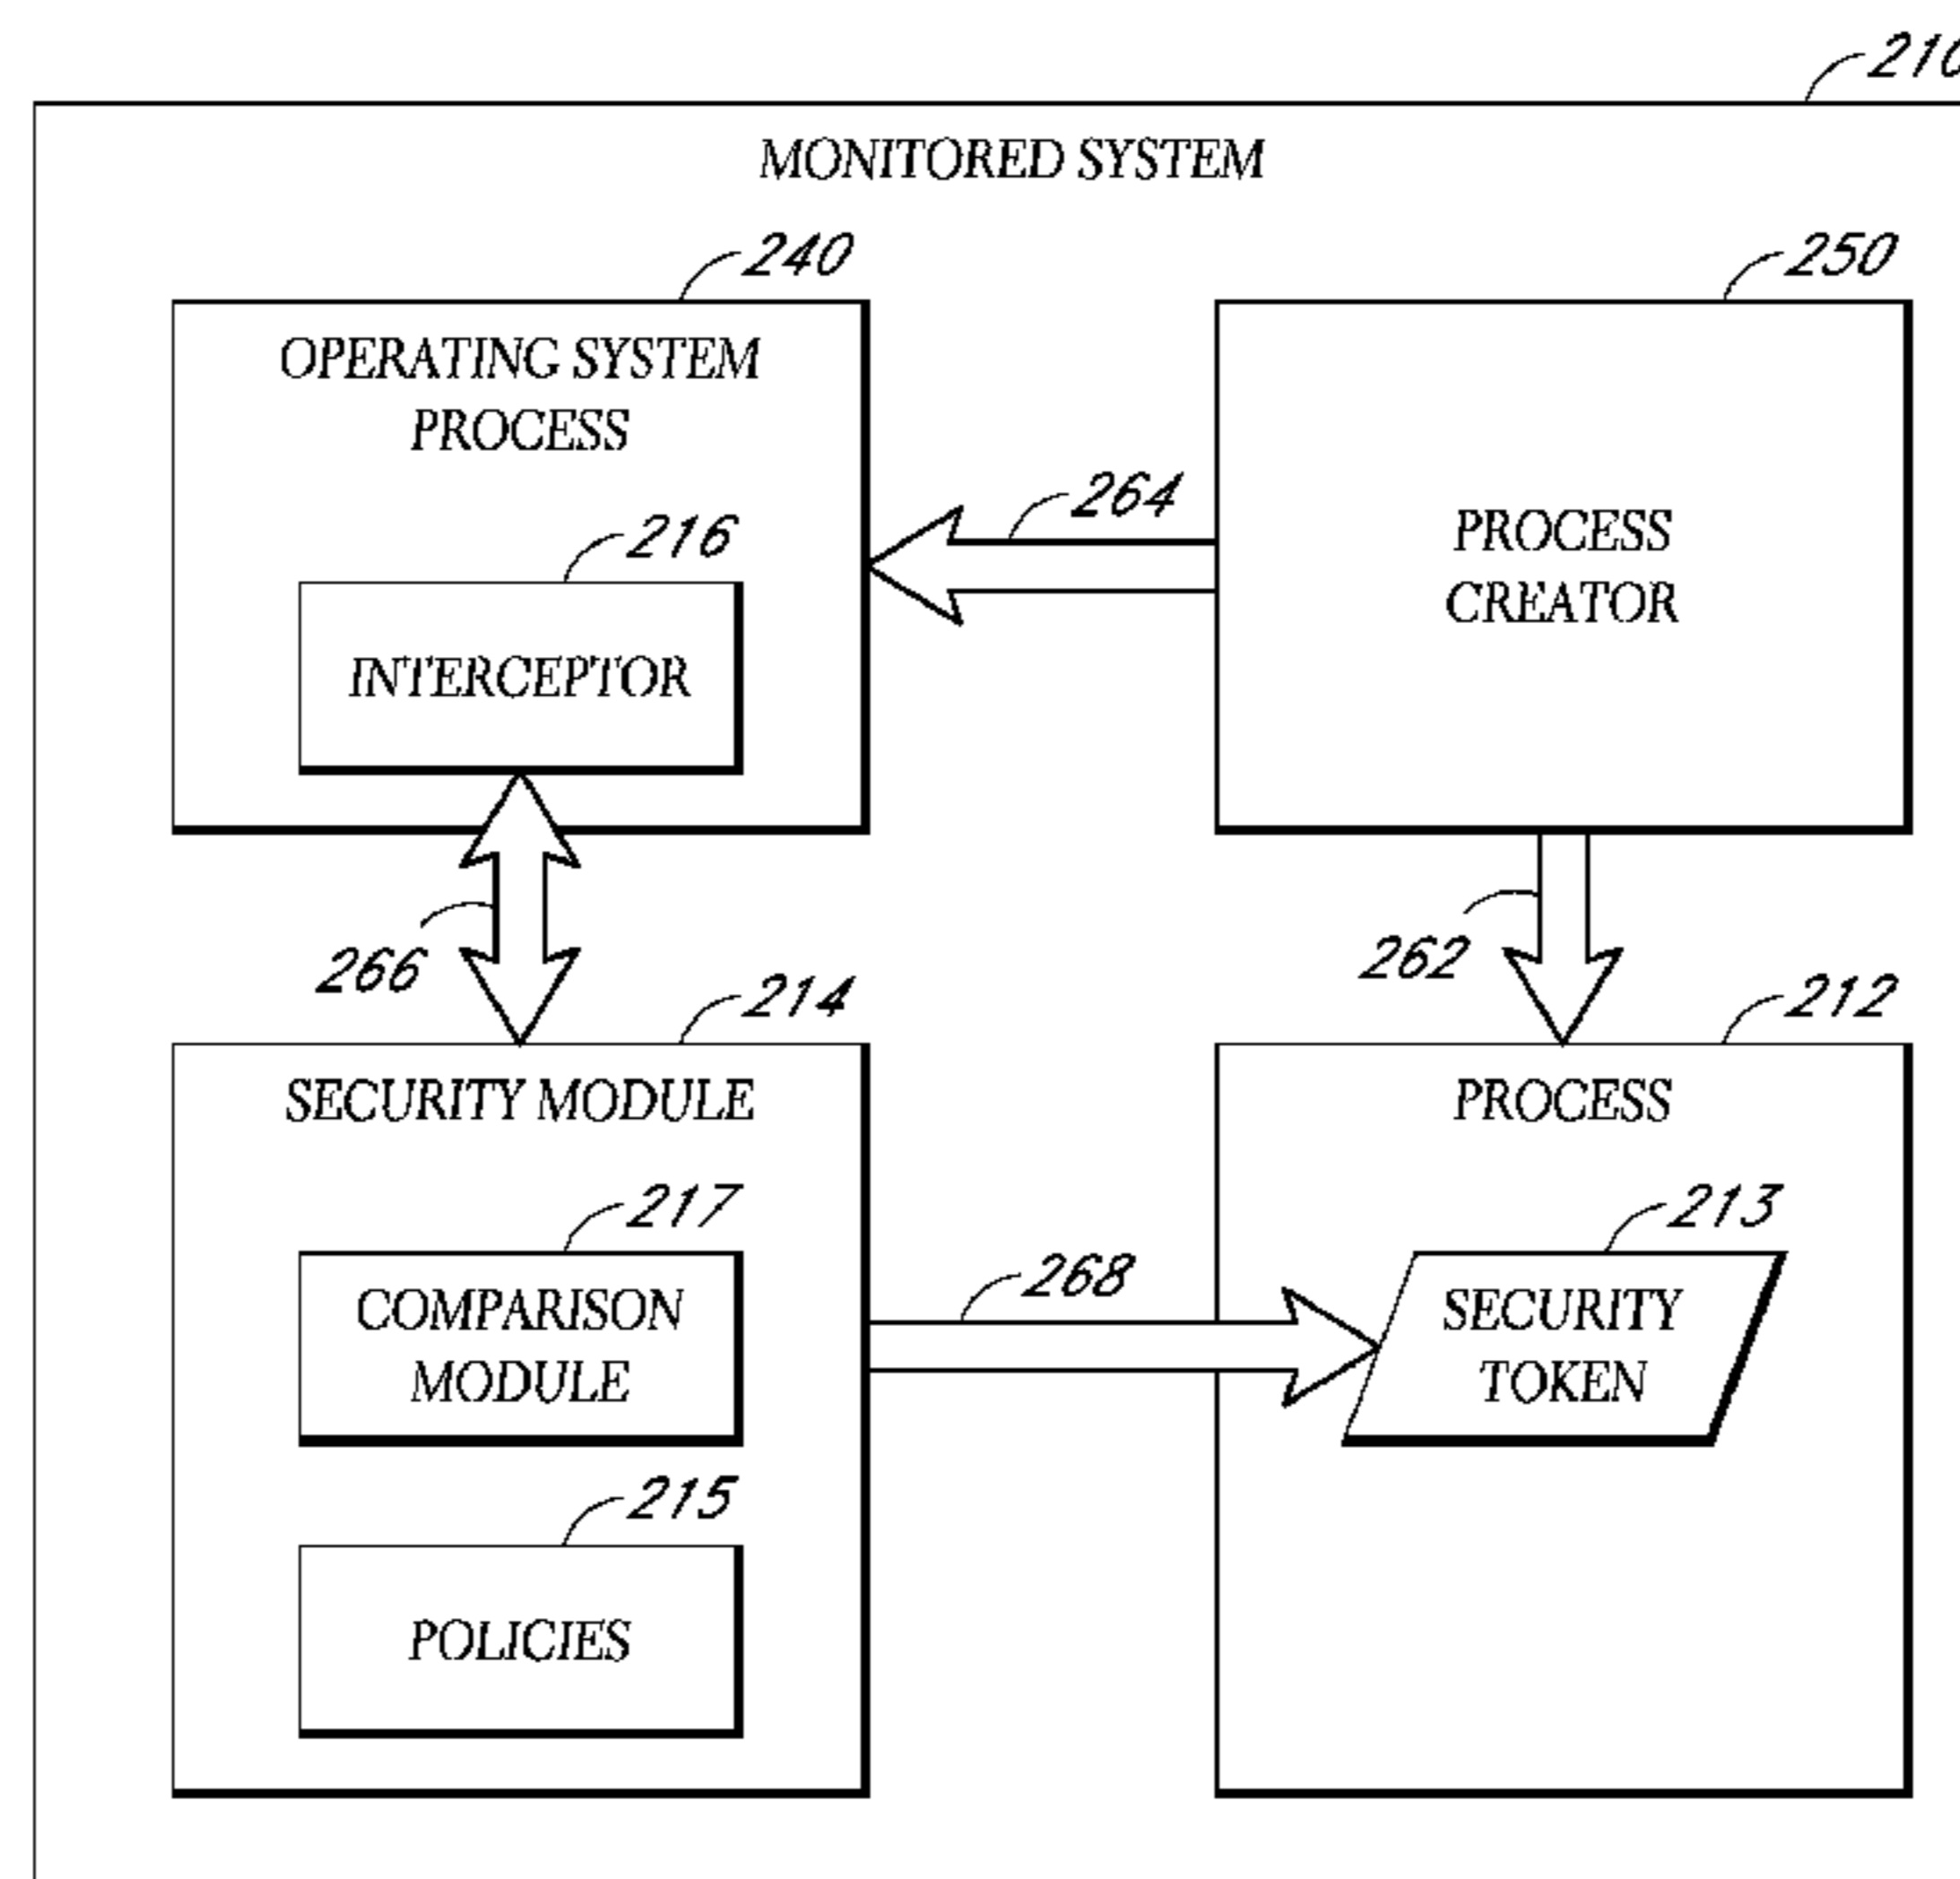 210
MONITORED SYSTEM
240
250
OPERATING SYSTEM
PROCESS
264
216
PROCESS
CREATOR
INTERCEPTOR
266
262
214
212
SECURITY MODULE
PROCESS
217
213
268
COMPARISON
MODULE
SECURITY
TOKEN
215
POLICIES